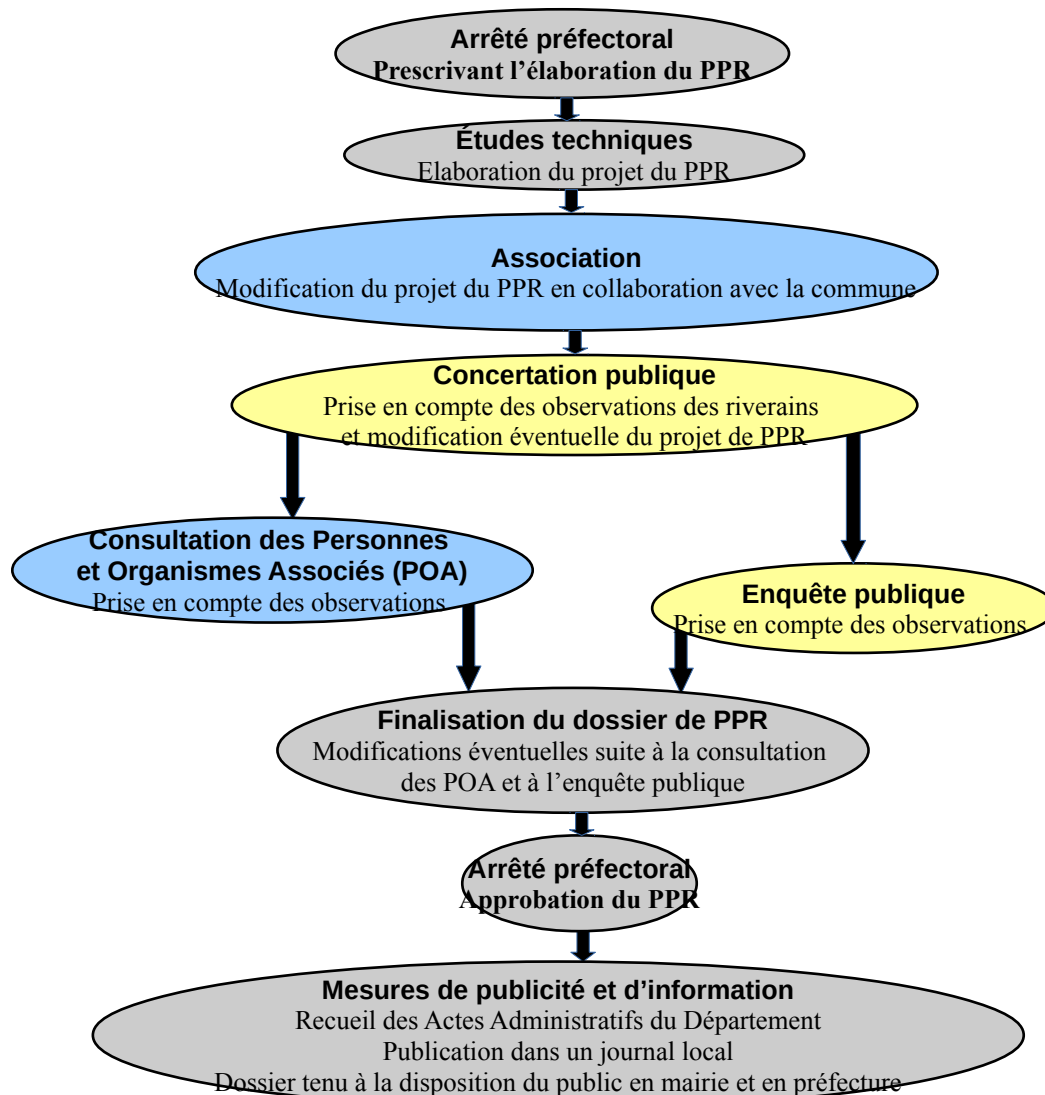 Arrêté préfectoral
Prescrivant l’élaboration du PPR
Études techniques
Elaboration du projet du PPR
Association
Modification du projet du PPR en collaboration avec la commune
Concertation publique
Prise en compte des observations des riverains
et modification éventuelle du projet de PPR
Consultation des Personnes
et Organismes Associés (POA)
Prise en compte des observations
Enquête publique
Prise en compte des observations
Finalisation du dossier de PPR
Modifications éventuelles suite à la consultation
des POA et à l’enquête publique
Arrêté préfectoral
Approbation du PPR
Mesures de publicité et d’information
Recueil des Actes Administratifs du Département
Publication dans un journal local
Dossier tenu à la disposition du public en mairie et en préfecture